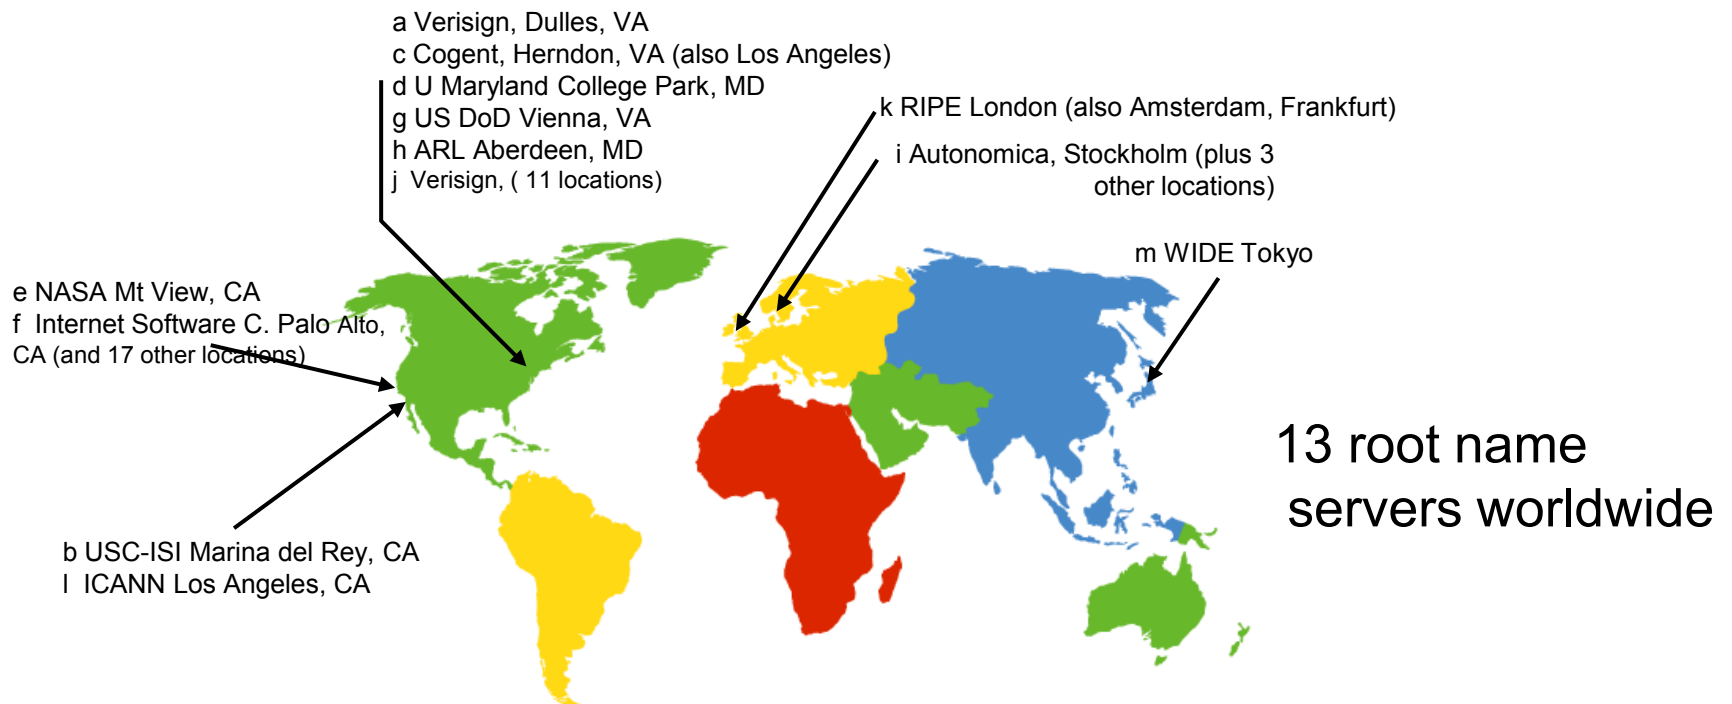 a Verisign, Dulles, VA
c Cogent, Herndon, VA (also Los Angeles)
d U Maryland College Park, MD
g US DoD Vienna, VA
h ARL Aberdeen, MD
j Verisign, ( 11 locations)
k RIPE London (also Amsterdam, Frankfurt)
i Autonomica, Stockholm (plus 3
other locations)
m WIDE Tokyo
e NASA Mt View, CA
f Internet Software C. Palo Alto,
CA (and 17 other locations)
b USC-ISI Marina del Rey, CA
l ICANN Los Angeles, CA
13 root name
servers worldwide